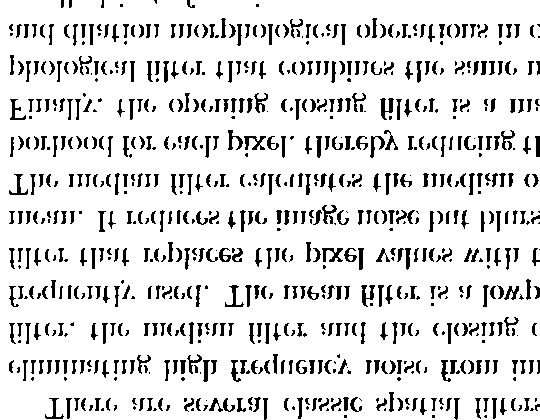 There are several classic spatial filters
eliminating high frequency noise from im
filter, the median filter and the closing
frequently used. The mean filter is a lowp
filter that replaces the pixel values with t
mean. It reduces the image noise but blurs
The median filter calculates the median o
borhood for each pixel, thereby reducing th
Finally, the opening closing filter is a ma
phological filter that combines the same n
and dilation morphological operations in o